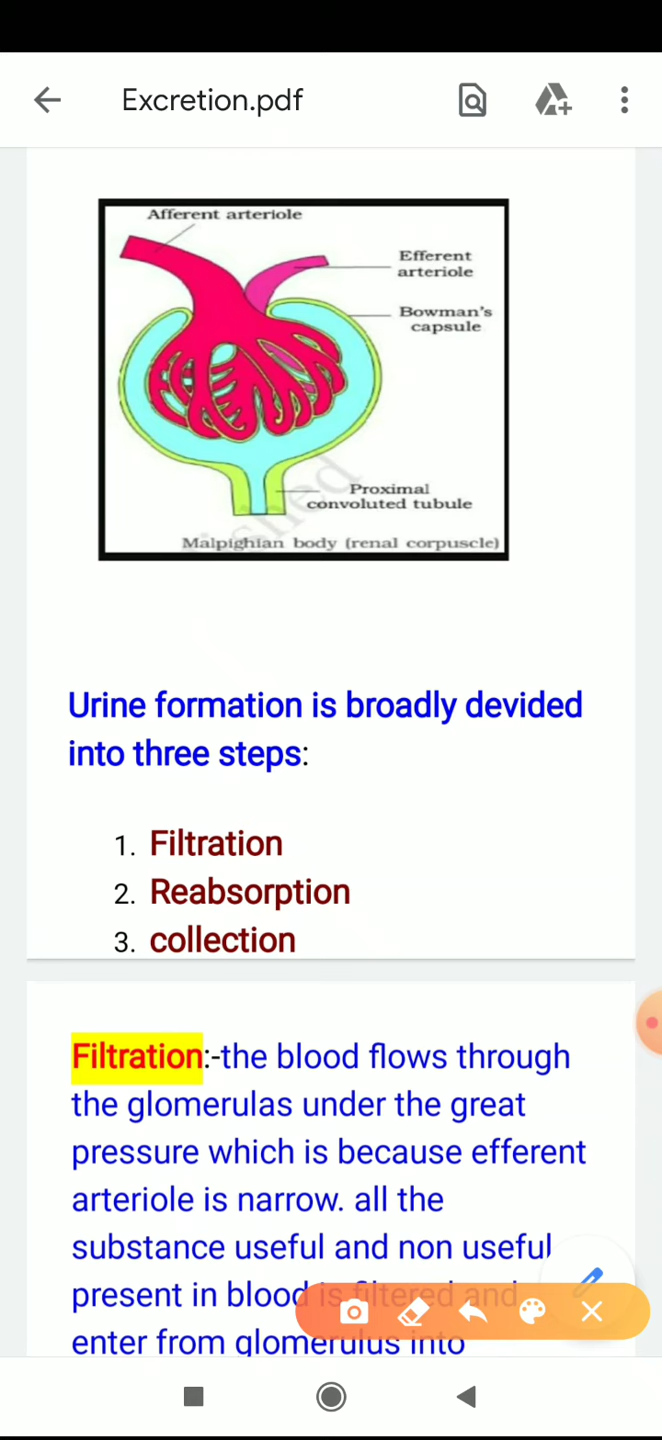 Excretion.pdf
Afferent arteriole
Efferent
arteriole
Bowman's
capsule
Proximal
convoluted tubule
Malpighian body (renal corpuscle)
Urine formation is broadly devided
into three steps:
1. Filtration
2. Reabsorption
3. collection
Filtration:-the blood flows through
the glomerulas under the great
pressure which is because efferent
arteriole is narrow. all the
substance useful and non useful
present in blood is filtered and
enter from glomerulus into